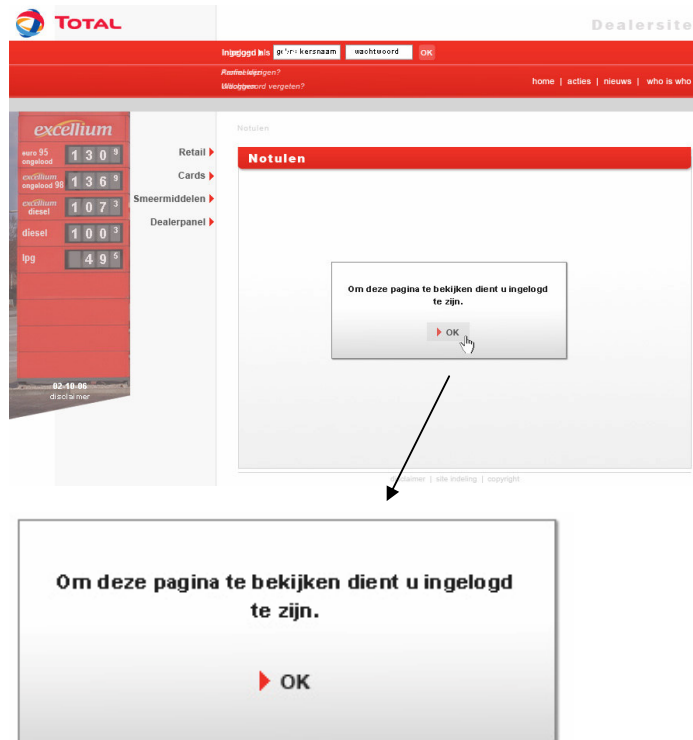 TOTAL
Dealersite
wachtwoord OK
vergeten?
home | acties | nieuws | who is who
excellium
euro 95 ongelood 1 3 0 9
excellium ongelood 98 1 3 6 9
excellium diesel 1 0 7 3
diesel 1 0 0 3
lpg 4 9 5
02-10-06
disclaimer
Retail
Cards
Smeermiddelen
Dealerpanel
Notulen
Notulen
Om deze pagina te bekijken dient u ingelogd
te zijn.
OK
disclaimer | site indeling | copyright
Om deze pagina te bekijken dient u ingelogd
te zijn.
OK